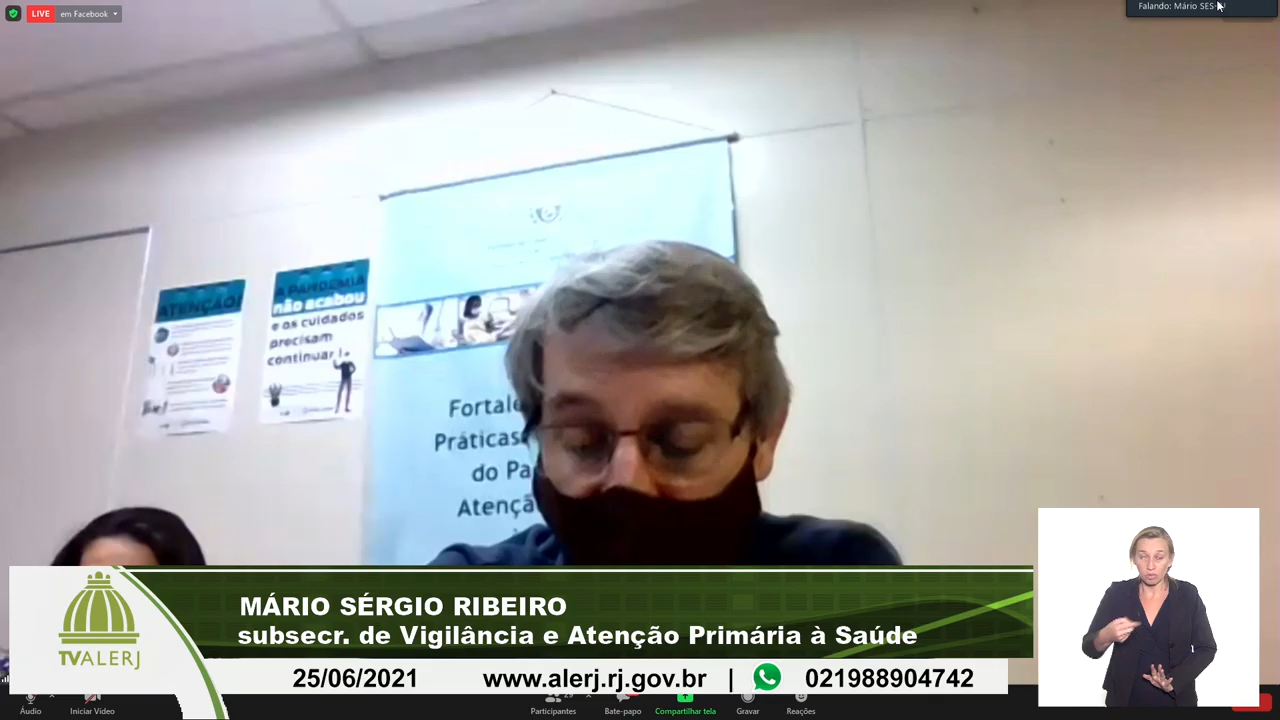 LIVE em Facebook
Falando: Mário SES-
ATENÇÃO!
A PANDEMIA
não acabou
e os cuidados
precisam
continuar!
Fortale
Práticas
do Pa
Atençã
MÁRIO SÉRGIO RIBEIRO
subsecr. de Vigilância e Atenção Primária à Saúde
TVALERJ
25/06/2021 www.alerj.rj.gov.br | 021988904742
Áudio Iniciar Vídeo Participantes Bate-papo Compartilhar tela Gravar Reações